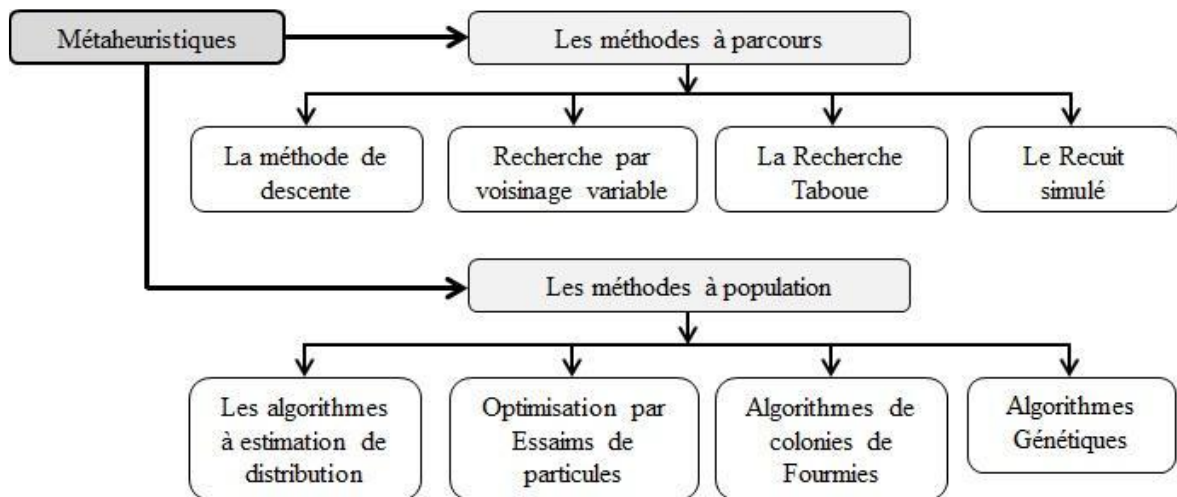 Métaheuristiques
Les méthodes à parcours
La méthode de
descente
Recherche par
voisinage variable
La Recherche
Taboue
Le Recuit
simulé
Les méthodes à population
Les algorithmes
à estimation de
distribution
Optimisation par
Essaims de
particules
Algorithmes de
colonies de
Fourmies
Algorithmes
Génétiques